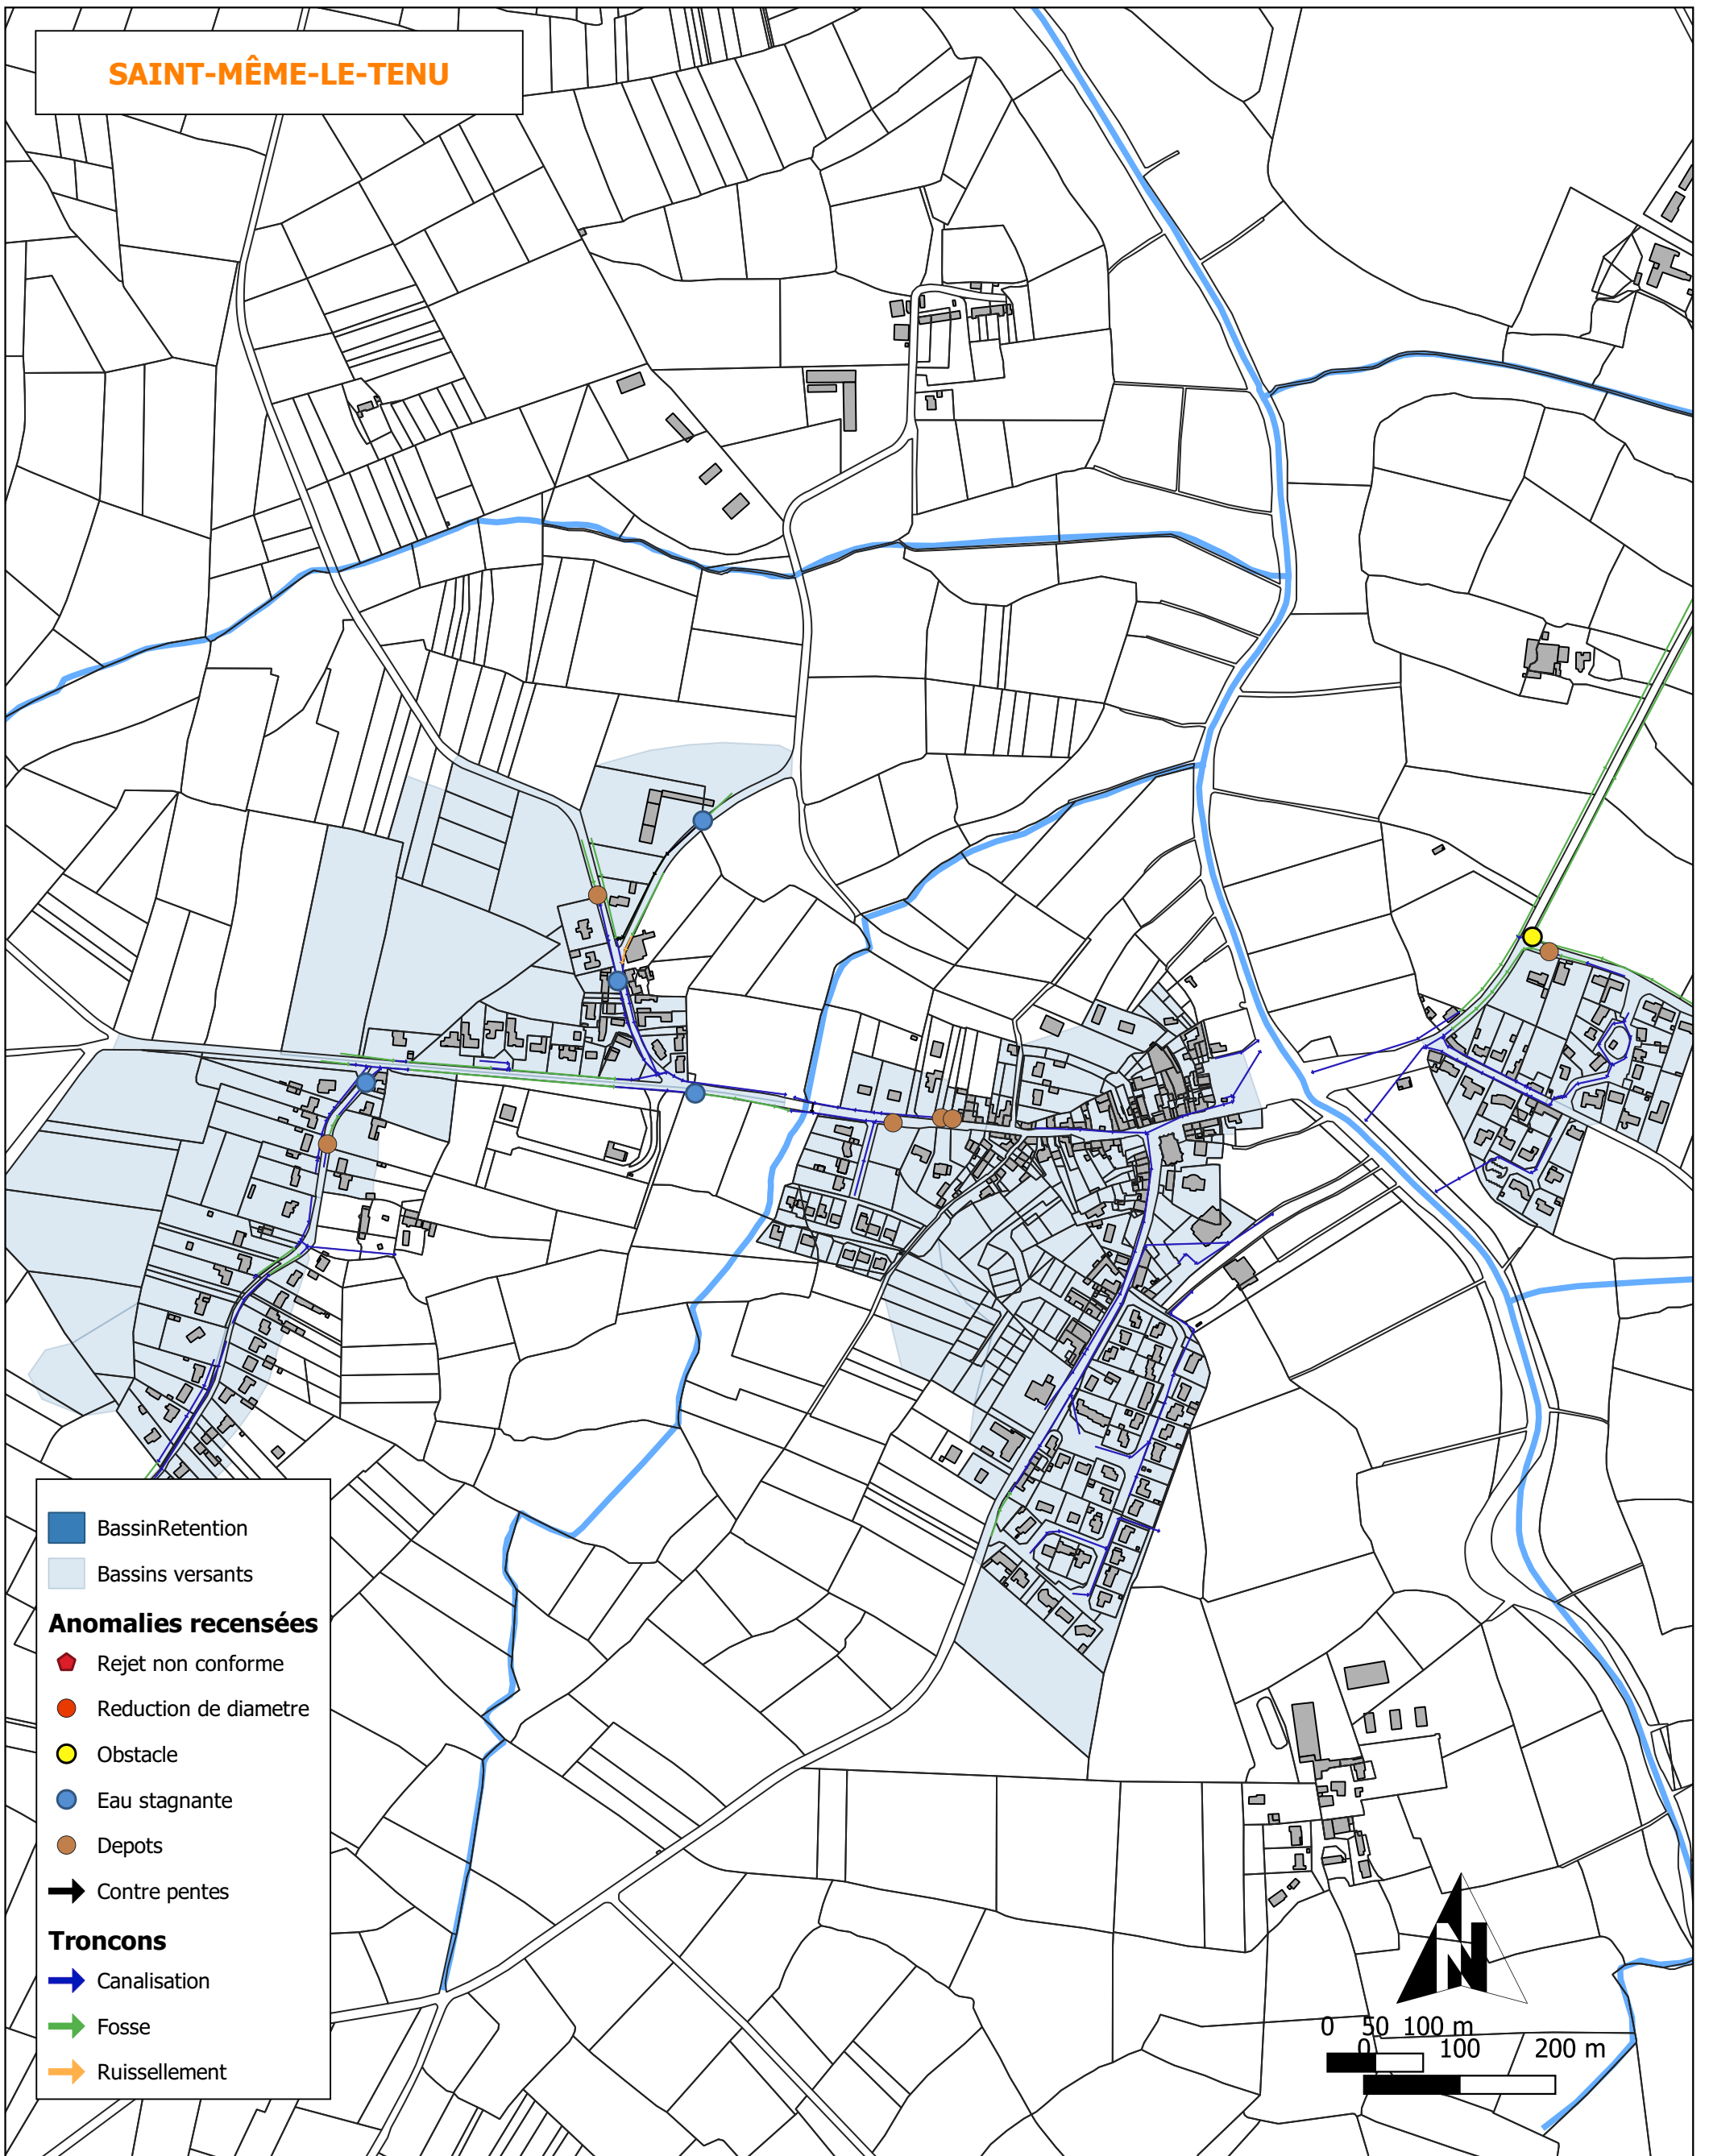 SAINT-MÊME-LE-TENU
BassinRetention
Bassins versants
Anomalies recensées
Rejet non conforme
Reduction de diametre
Obstacle
Eau stagnante
Depots
Contre pentes
Troncons
Canalisation
Fosse
Ruissellement
N
0 50 100 m
0 100 200 m